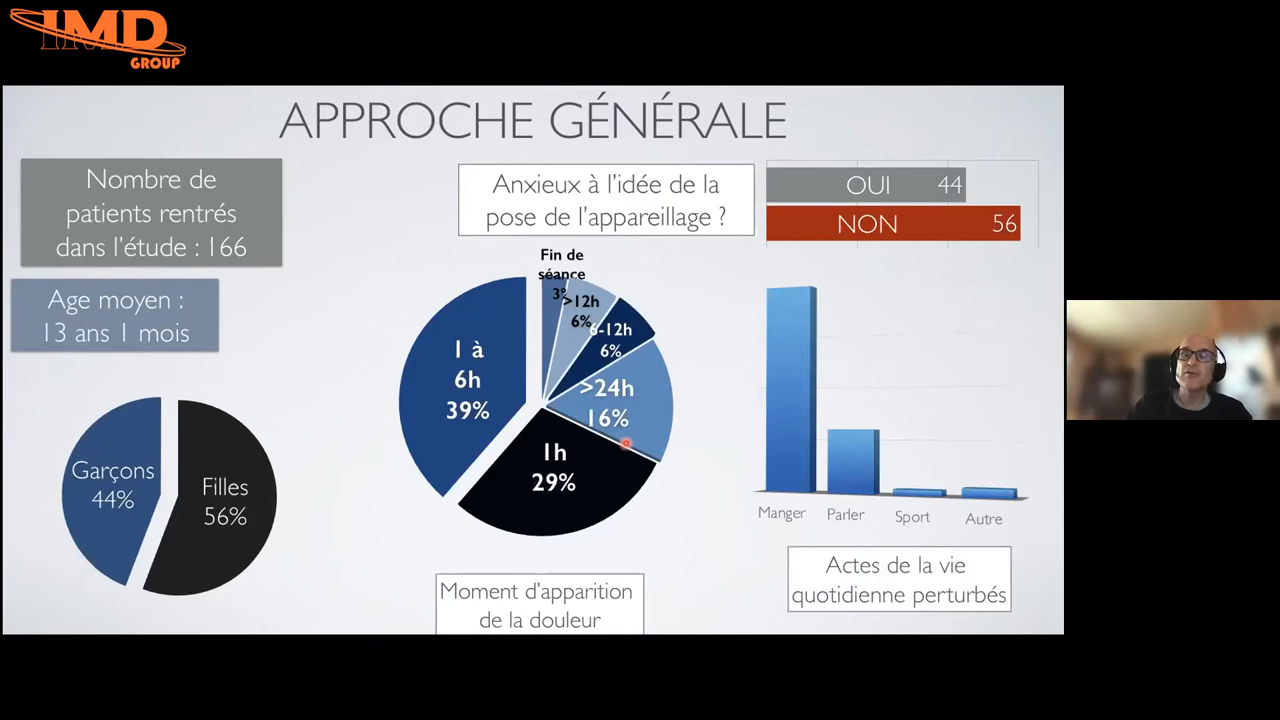 IMD
GROUP
APPROCHE GÉNÉRALE
Nombre de
patients rentrés
dans l'étude : 166
Age moyen :
13 ans 1 mois
Garçons
44%
Filles
56%
Anxieux à l'idée de la
pose de l'appareillage ?
OUI 44
NON 56
Fin de
séance
3%
>12h
6%
6-12h
6%
>24h
16%
1h
29%
1 à
6h
39%
Moment d'apparition
de la douleur
Manger Parler Sport Autre
Actes de la vie
quotidienne perturbés